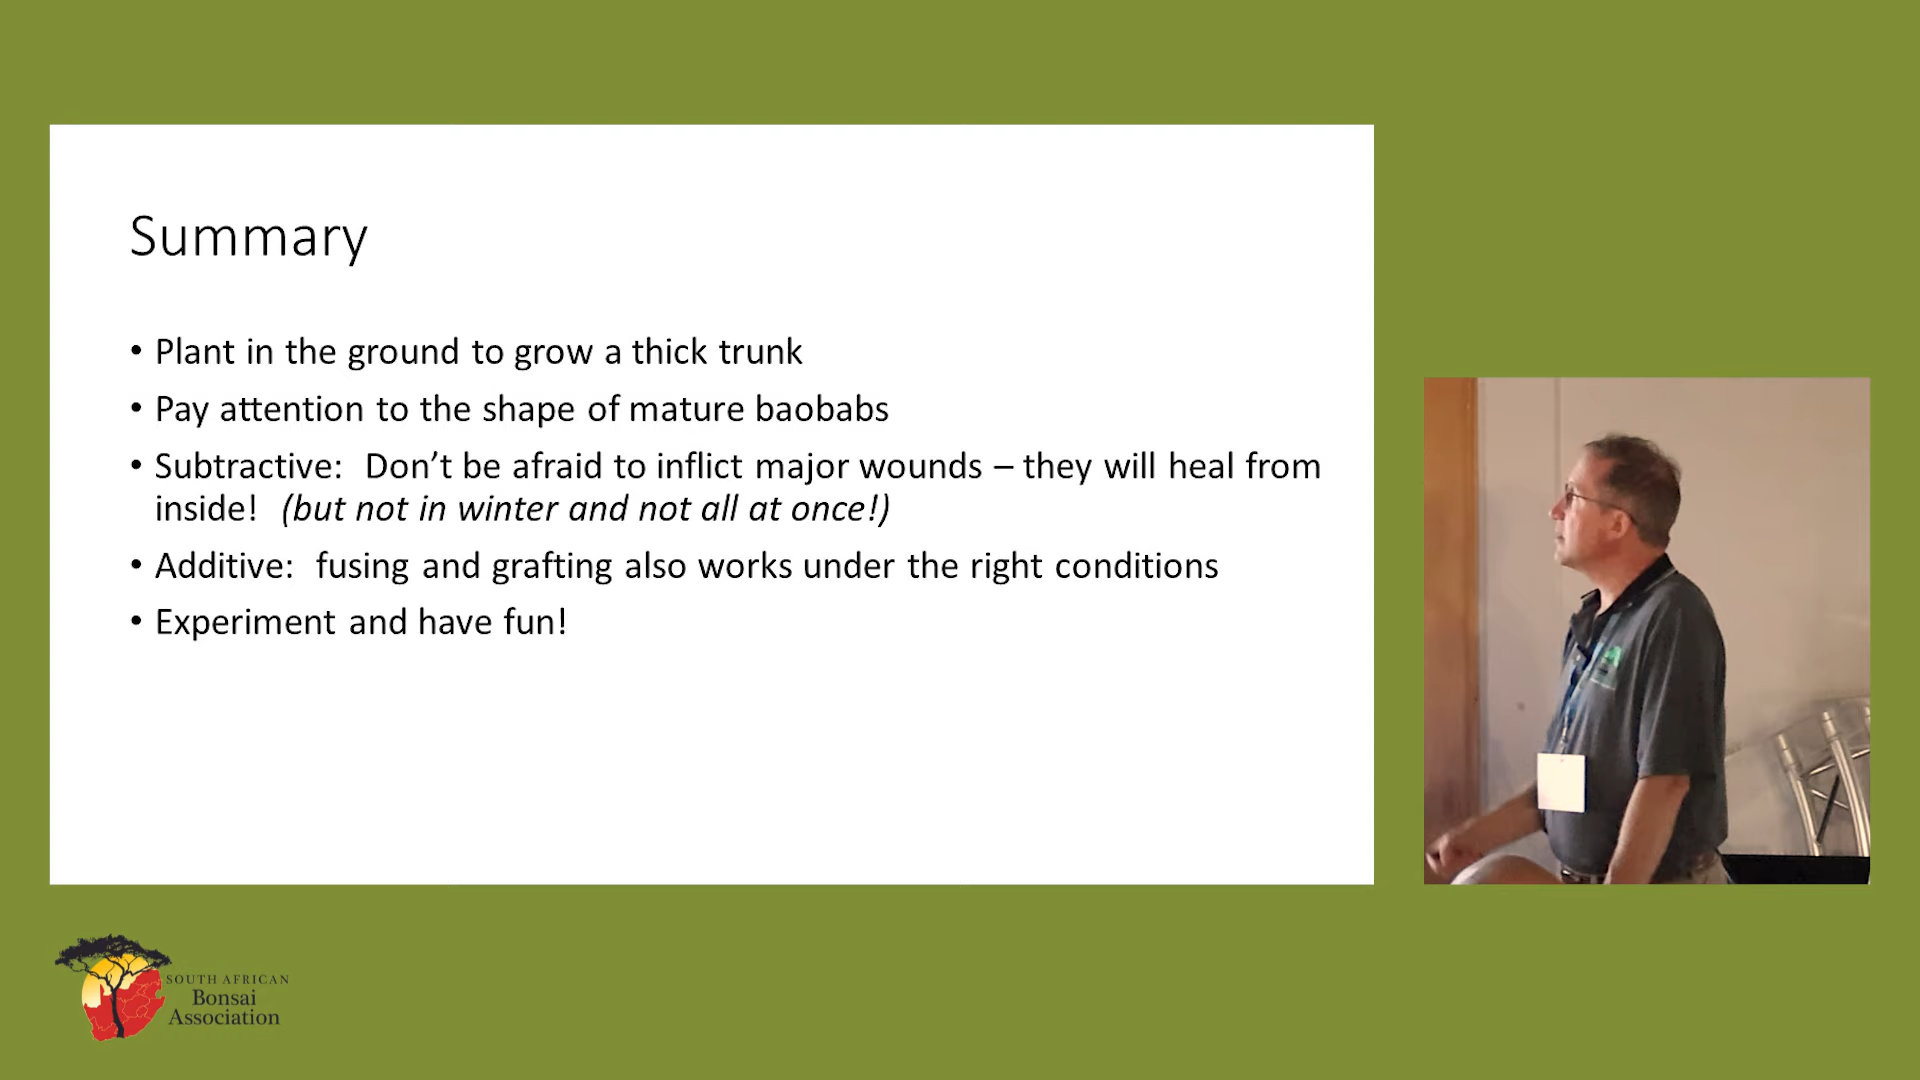 Summary
• Plant in the ground to grow a thick trunk
• Pay attention to the shape of mature baobabs
• Subtractive:  Don’t be afraid to inflict major wounds – they will heal from
inside!  (but not in winter and not all at once!)
• Additive:  fusing and grafting also works under the right conditions
• Experiment and have fun!
SOUTH AFRICAN
Bonsai
Association